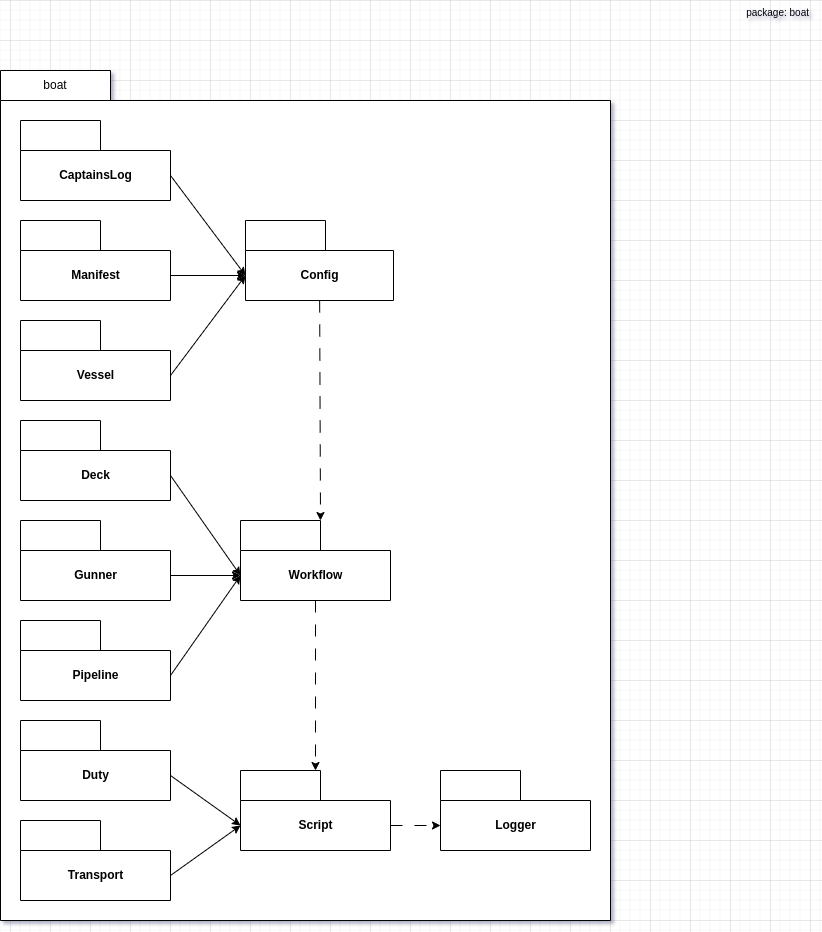 package: boat
boat
CaptainsLog
Manifest
Config
Vessel
Deck
Gunner
Workflow
Pipeline
Duty
Script
Logger
Transport